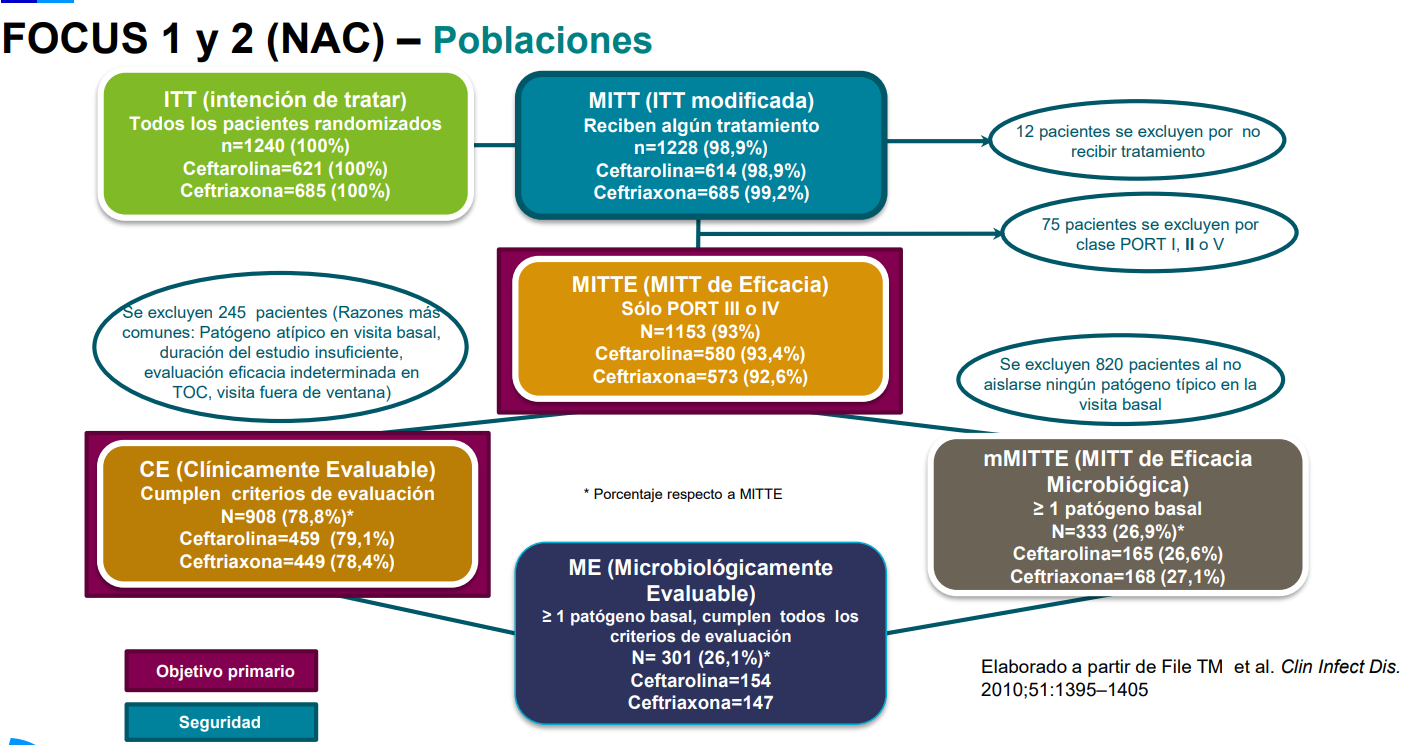 FOCUS 1 y 2 (NAC) – Poblaciones
ITT (intención de tratar)
Todos los pacientes randomizados
n=1240 (100%)
Ceftarolina=621 (100%)
Ceftriaxona=685 (100%)
MITT (ITT modificada)
Reciben algún tratamiento
n=1228 (98,9%)
Ceftarolina=614 (98,9%)
Ceftriaxona=685 (99,2%)
12 pacientes se excluyen por no
recibir tratamiento
75 pacientes se excluyen por
clase PORT I, II o V
MITTE (MITT de Eficacia)
Sólo PORT III o IV
N=1153 (93%)
Ceftarolina=580 (93,4%)
Ceftriaxona=573 (92,6%)
Se excluyen 245 pacientes (Razones más
comunes: Patógeno atípico en visita basal,
duración del estudio insuficiente,
evaluación eficacia indeterminada en
TOC, visita fuera de ventana)
Se excluyen 820 pacientes al no
aislarse ningún patógeno típico en la
visita basal
CE (Clínicamente Evaluable)
Cumplen criterios de evaluación
N=908 (78,8%)*
Ceftarolina=459 (79,1%)
Ceftriaxona=449 (78,4%)
* Porcentaje respecto a MITTE
mMITTE (MITT de Eficacia
Microbiógica)
≥ 1 patógeno basal
N=333 (26,9%)*
Ceftarolina=165 (26,6%)
Ceftriaxona=168 (27,1%)
ME (Microbiológicamente
Evaluable)
≥ 1 patógeno basal, cumplen todos los
criterios de evaluación
N= 301 (26,1%)*
Ceftarolina=154
Ceftriaxona=147
Objetivo primario
Seguridad
Elaborado a partir de File TM et al. Clin Infect Dis.
2010;51:1395–1405